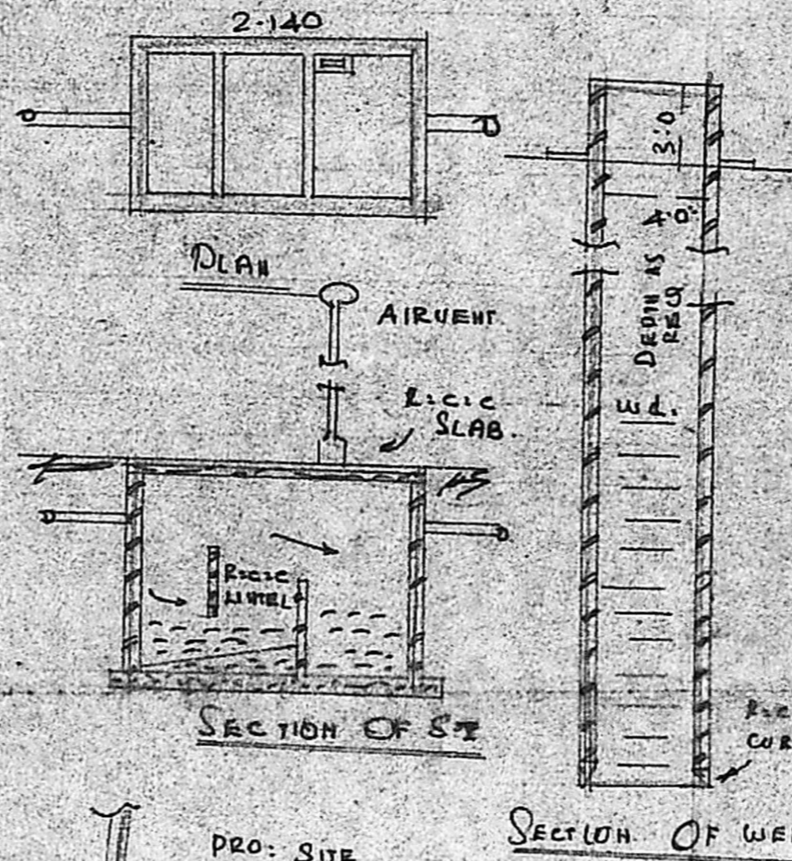 2.140
PLAN
AIRVENT.
R:C:C
SLAB.
R:C:C
LINTEL
SECTION OF S.T
3'.0
4'.0"
DEPTH AS
REQ
W.L.
R:C
CUR
SECTION OF WE
PRO: SITE